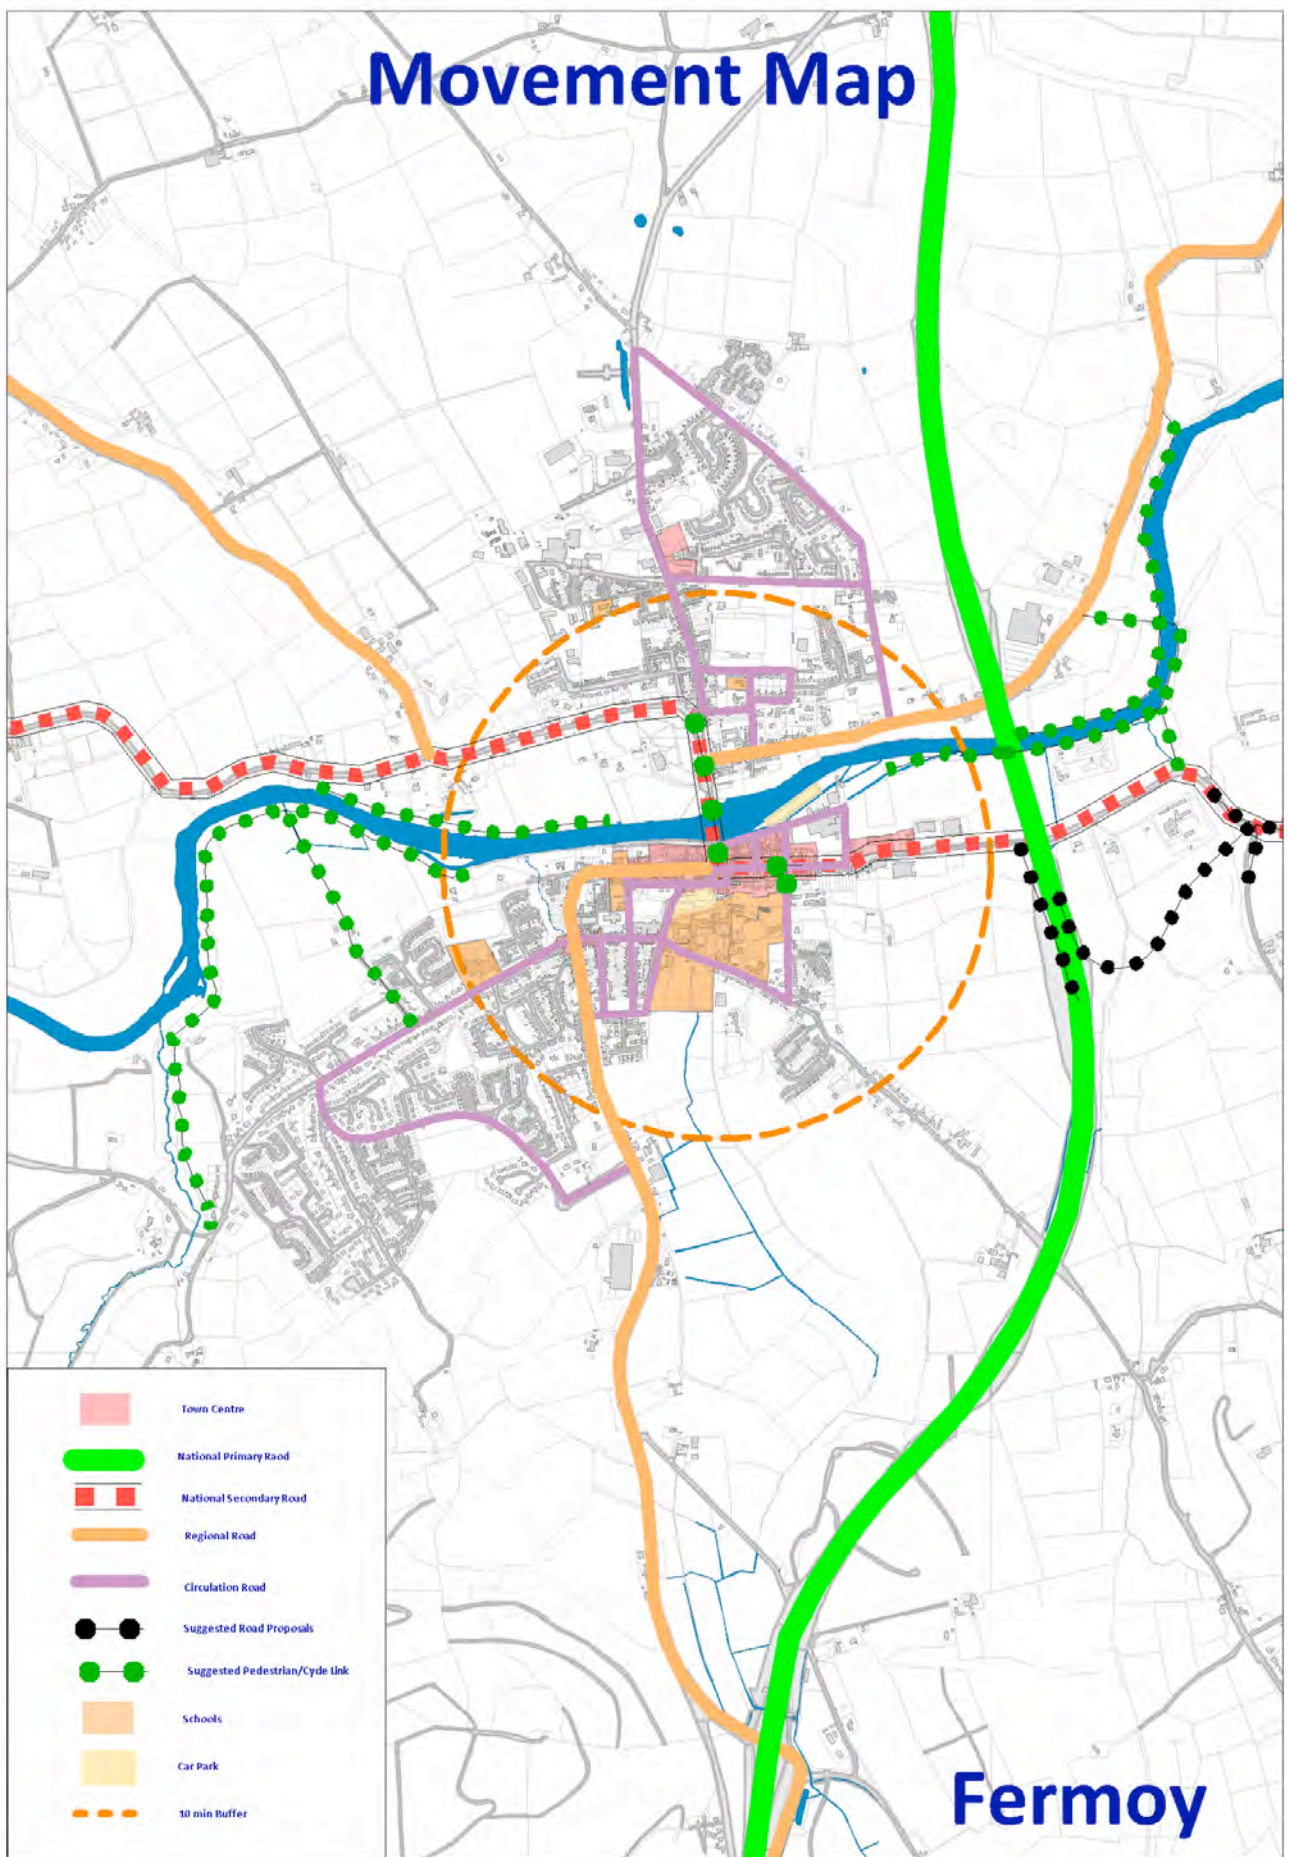 Movement Map
Town Centre
National Primary Raod
National Secondary Road
Regional Road
Circulation Road
Suggested Road Proposals
Suggested Pedestrian/Cycle Link
Schools
Car Park
10 min Buffer
Fermoy